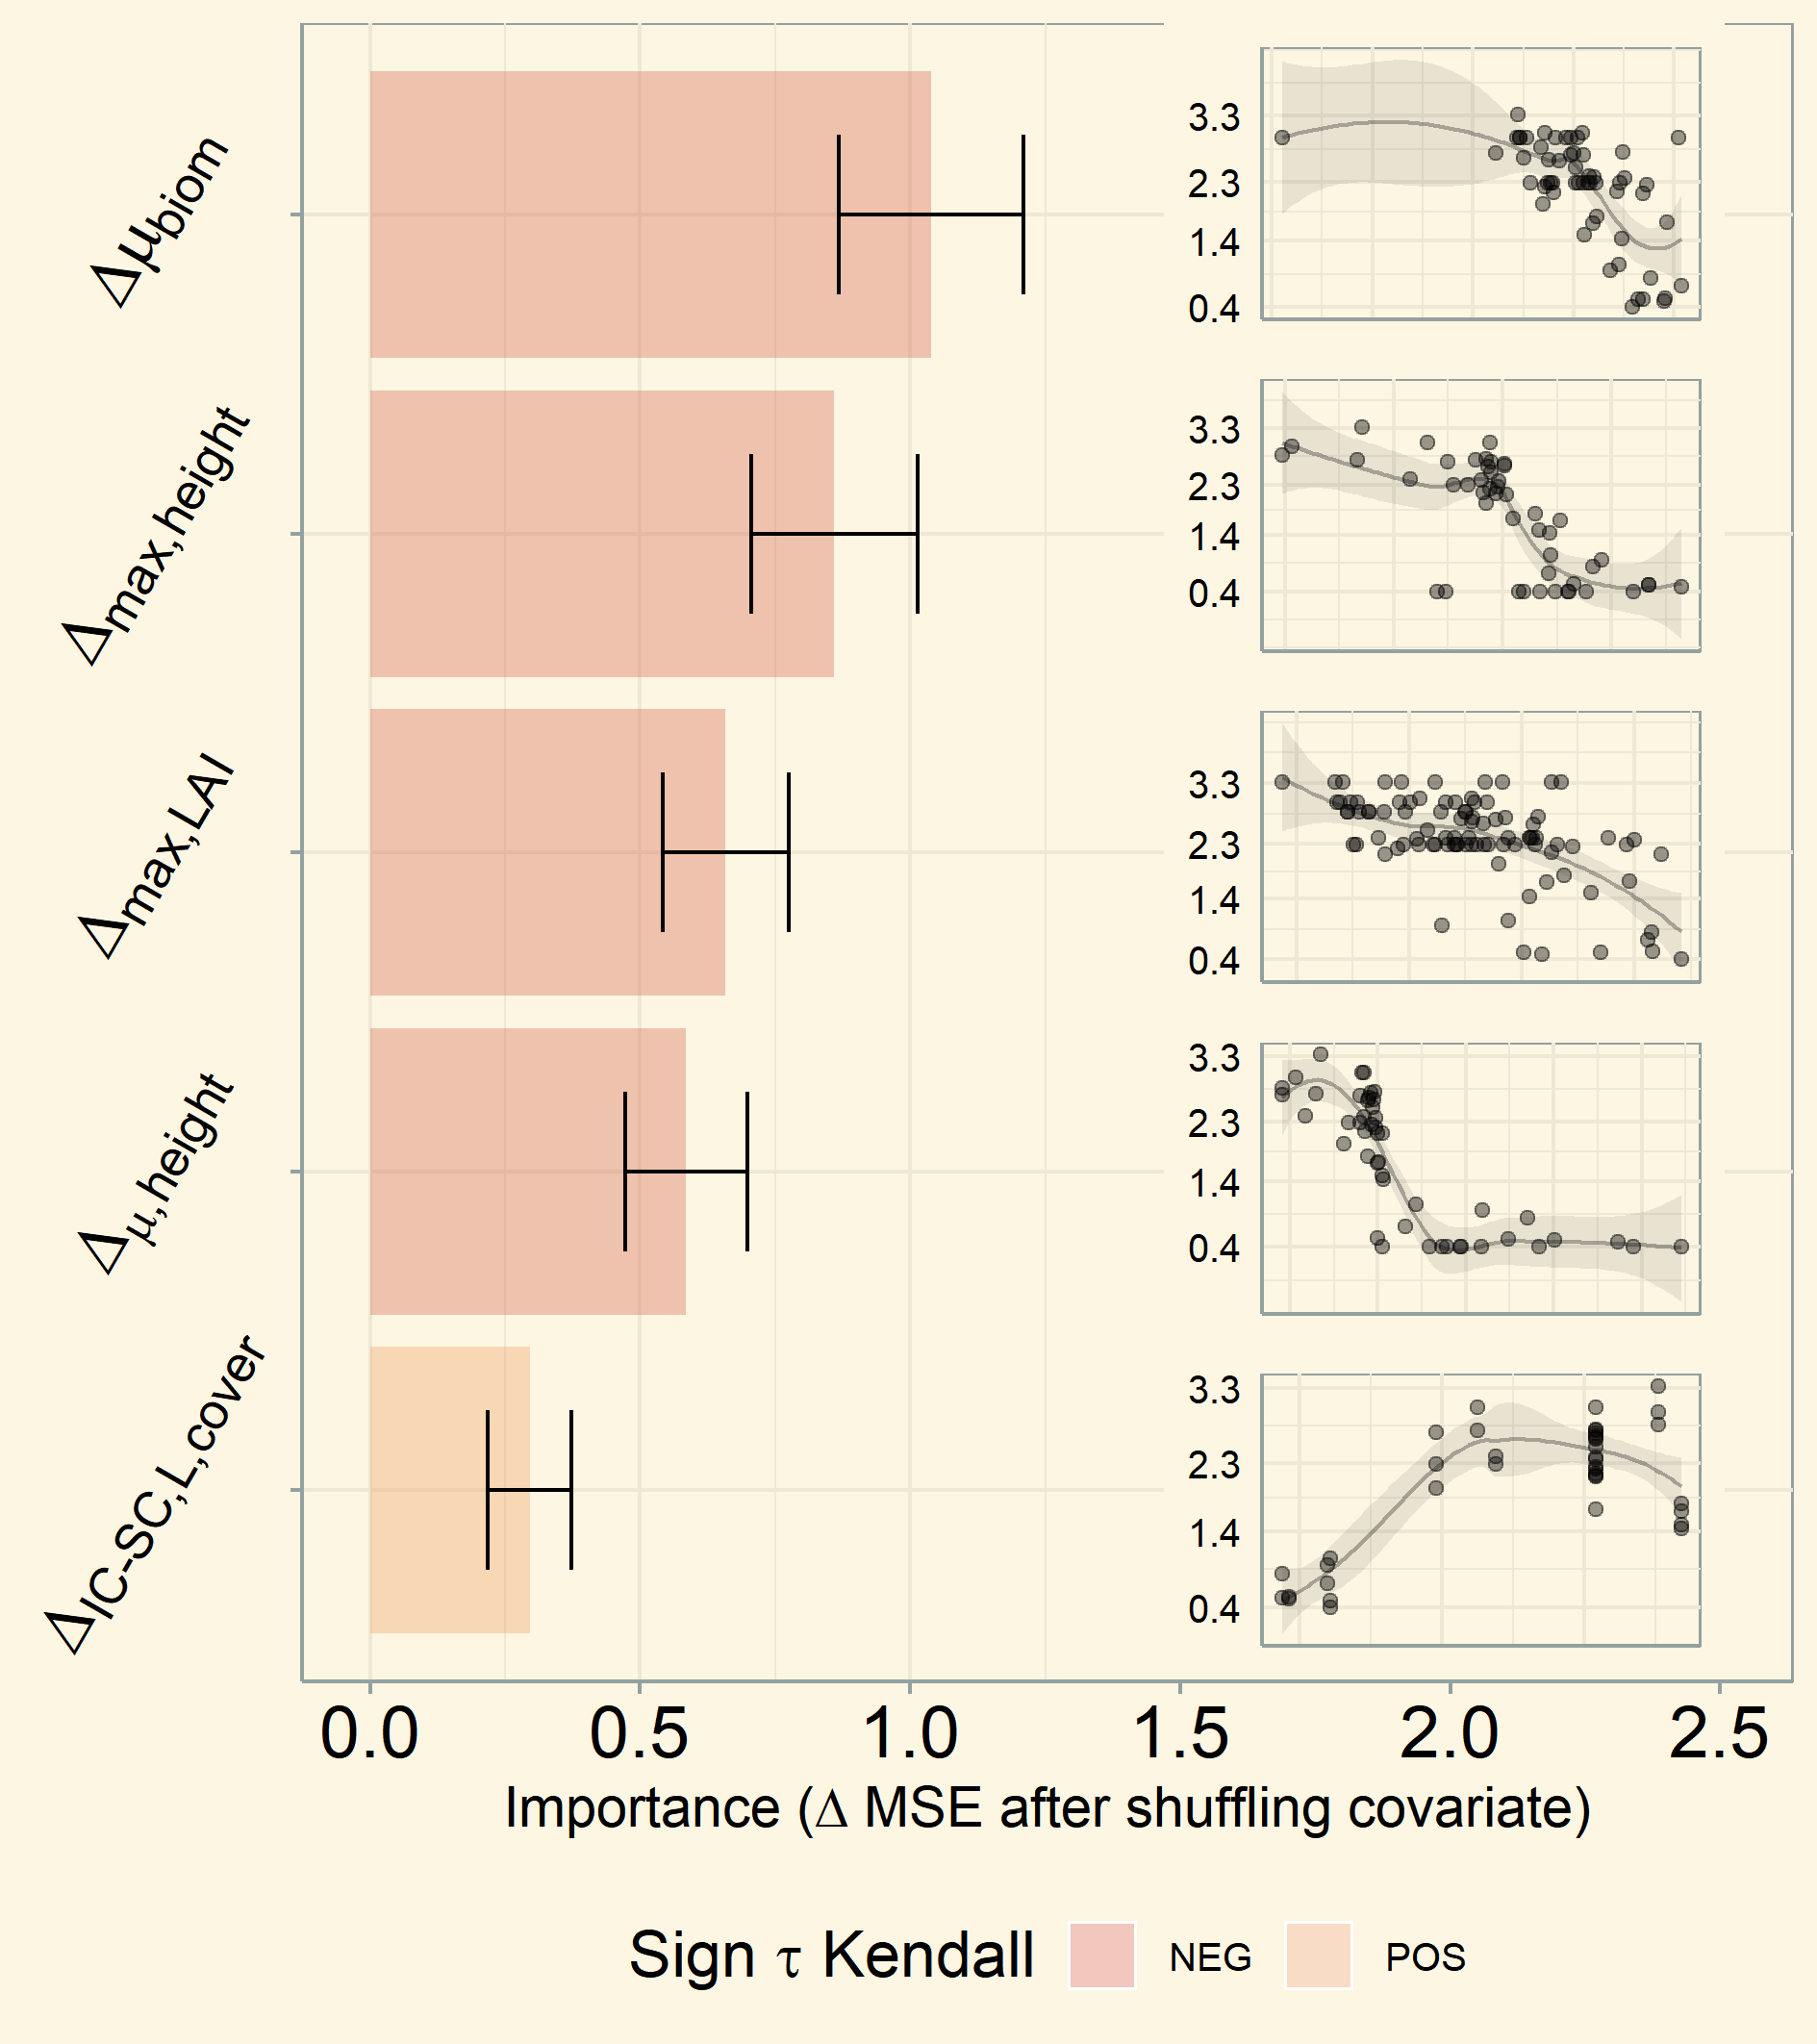 Δμbiom
3.3
2.3
1.4
0.4
Δmax,height
3.3
2.3
1.4
0.4
Δmax,LAI
3.3
2.3
1.4
0.4
Δμ,height
3.3
2.3
1.4
0.4
ΔIC-SC,L,cover
3.3
2.3
1.4
0.4
0.0 0.5 1.0 1.5 2.0 2.5
Importance (Δ MSE after shuffling covariate)
Sign τ Kendall NEG POS